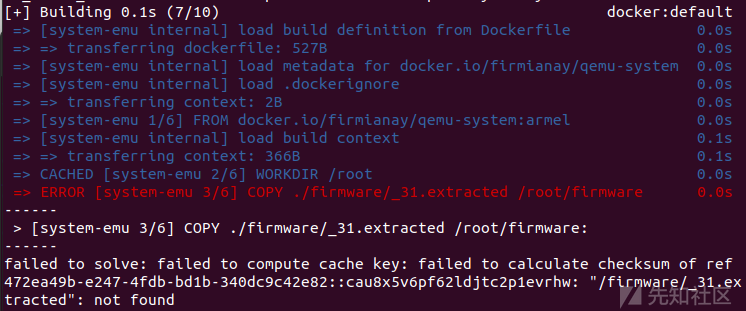 [+] Building 0.1s (7/10) docker:default
=> [system-emu internal] load build definition from Dockerfile 0.0s
=> => transferring dockerfile: 527B 0.0s
=> [system-emu internal] load metadata for docker.io/firmianay/qemu-system 0.0s
=> [system-emu internal] load .dockerignore 0.0s
=> => transferring context: 2B 0.0s
=> [system-emu 1/6] FROM docker.io/firmianay/qemu-system:armel 0.0s
=> [system-emu internal] load build context 0.1s
=> => transferring context: 366B 0.1s
=> CACHED [system-emu 2/6] WORKDIR /root 0.0s
=> ERROR [system-emu 3/6] COPY ./firmware/_31.extracted /root/firmware 0.0s
------
> [system-emu 3/6] COPY ./firmware/_31.extracted /root/firmware:
------
failed to solve: failed to compute cache key: failed to calculate checksum of ref
472ea49b-e247-4fdb-bd1b-340dc9c42e82::cau8x5v6pf62ldjtc2p1evrhw: "/firmware/_31.ex
tracted": not found
先知社区